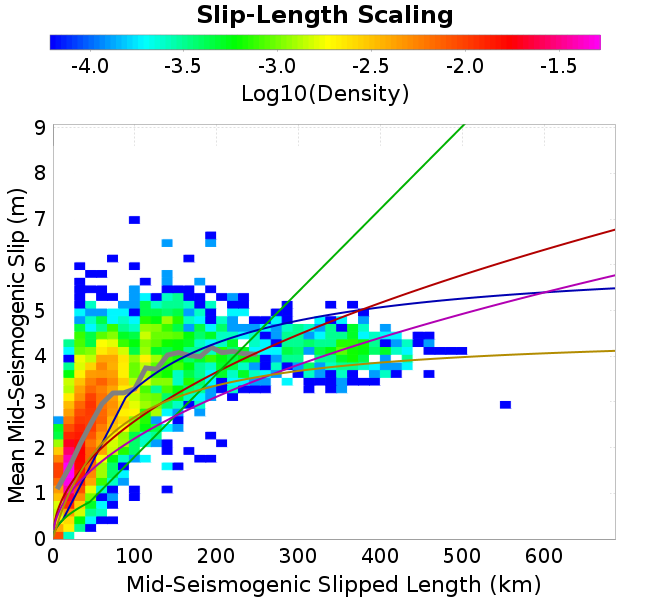 Slip-Length Scaling
-4.0 -3.5 -3.0 -2.5 -2.0 -1.5
Log10(Density)
Mean Mid-Seismogenic Slip (m)
9
8
7
6
5
4
3
2
1
0
0 100 200 300 400 500 600
Mid-Seismogenic Slipped Length (km)